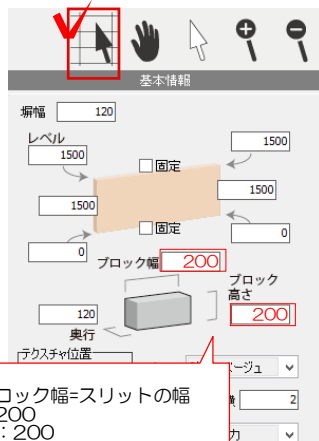 基本情報
塀幅 120
レベル
1500 1500
固定
1500 1500
固定
0 0
ブロック幅 200
ブロック
高さ
200
120
奥行
テクスチャ位置
ージュ
2
ロック幅=スリットの幅
200
: 200
力